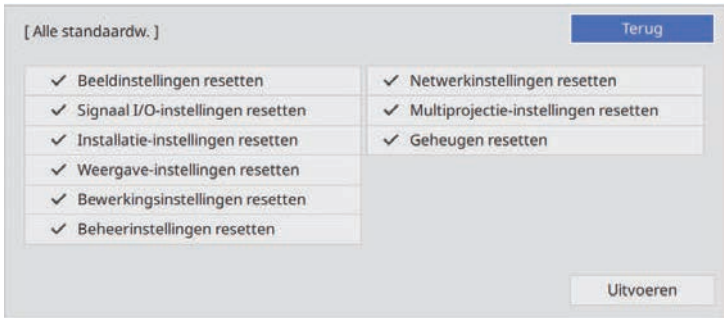 [ Alle standaardw. ]
Terug
Beeldinstellingen resetten
Signaal I/O-instellingen resetten
Installatie-instellingen resetten
Weergave-instellingen resetten
Bewerkingsinstellingen resetten
Beheerinstellingen resetten
Netwerkinstellingen resetten
Multiprojectie-instellingen resetten
Geheugen resetten
Uitvoeren